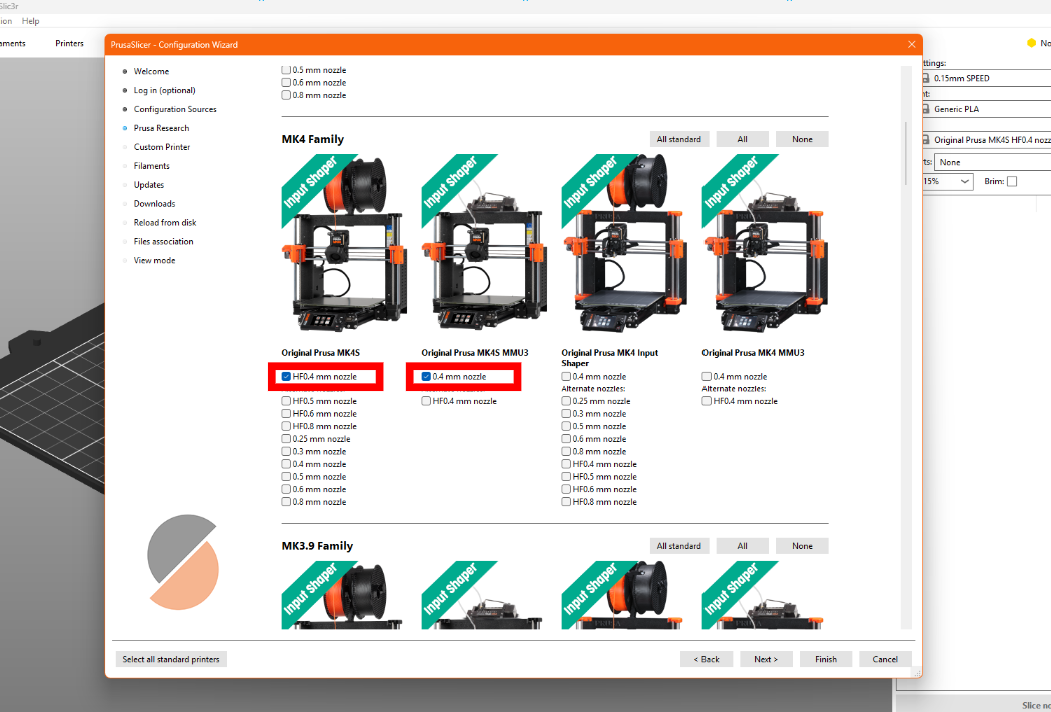 Slic3r
ion Help
aments Printers
No
PrusaSlicer - Configuration Wizard
Welcome
Log in (optional)
Configuration Sources
Prusa Research
Custom Printer
Filaments
Updates
Downloads
Reload from disk
Files association
View mode
0.5 mm nozzle
0.6 mm nozzle
0.8 mm nozzle
MK4 Family
All standard All None
Input Shaper Input Shaper Input Shaper Input Shaper
Original Prusa MK4S
HF0.4 mm nozzle
HF0.5 mm nozzle
HF0.6 mm nozzle
HF0.8 mm nozzle
0.25 mm nozzle
0.3 mm nozzle
0.4 mm nozzle
0.5 mm nozzle
0.6 mm nozzle
0.8 mm nozzle
Original Prusa MK4S MMU3
0.4 mm nozzle
HF0.4 mm nozzle
Original Prusa MK4 Input
Shaper
0.4 mm nozzle
Alternate nozzles:
0.25 mm nozzle
0.3 mm nozzle
0.5 mm nozzle
0.6 mm nozzle
0.8 mm nozzle
HF0.4 mm nozzle
HF0.5 mm nozzle
HF0.6 mm nozzle
HF0.8 mm nozzle
Original Prusa MK4 MMU3
0.4 mm nozzle
Alternate nozzles:
HF0.4 mm nozzle
MK3.9 Family
All standard All None
Input Shaper Input Shaper Input Shaper Input Shaper
Select all standard printers
< Back Next > Finish Cancel
ttings:
0.15mm SPEED
nt:
Generic PLA
Original Prusa MK4S HF0.4 nozz
ts: None
15% Brim:
Slice no